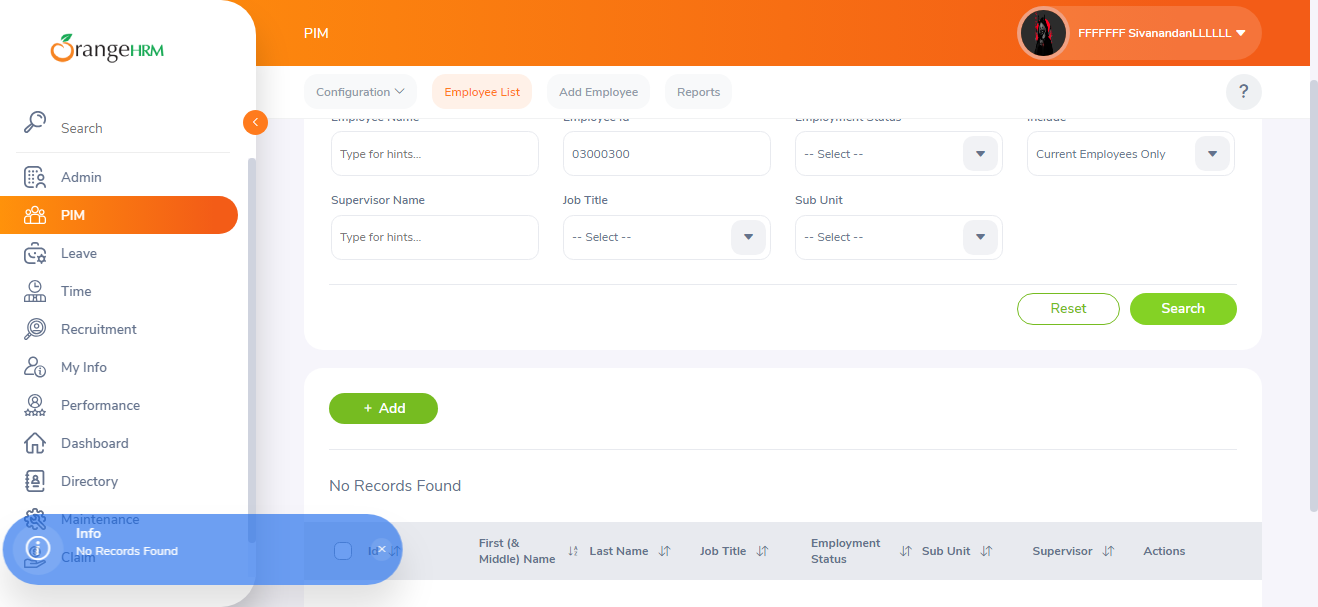 OrangeHRM
PIM
FFFFFFF SivanandanLLLLLL
Search
Admin
PIM
Leave
Time
Recruitment
My Info
Performance
Dashboard
Directory
Maintenance
Claim
Configuration
Employee List
Add Employee
Reports
?
Employee Name
Employee Id
Employment Status
Include
Type for hints...
03000300
-- Select --
Current Employees Only
Supervisor Name
Job Title
Sub Unit
Type for hints...
-- Select --
-- Select --
Reset
Search
+ Add
No Records Found
Id
First (& Middle) Name
Last Name
Job Title
Employment Status
Sub Unit
Supervisor
Actions
Info
No Records Found